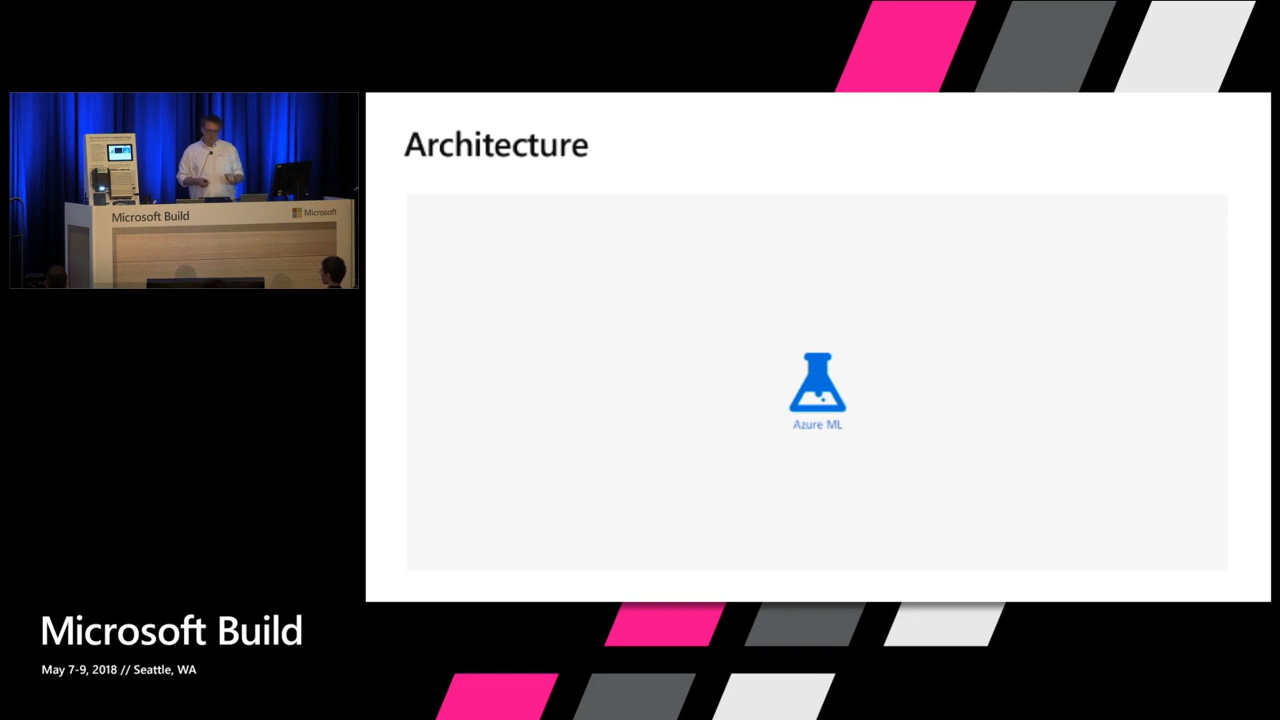 Microsoft Build
Microsoft
Architecture
Azure ML
Microsoft Build
May 7-9, 2018 // Seattle, WA